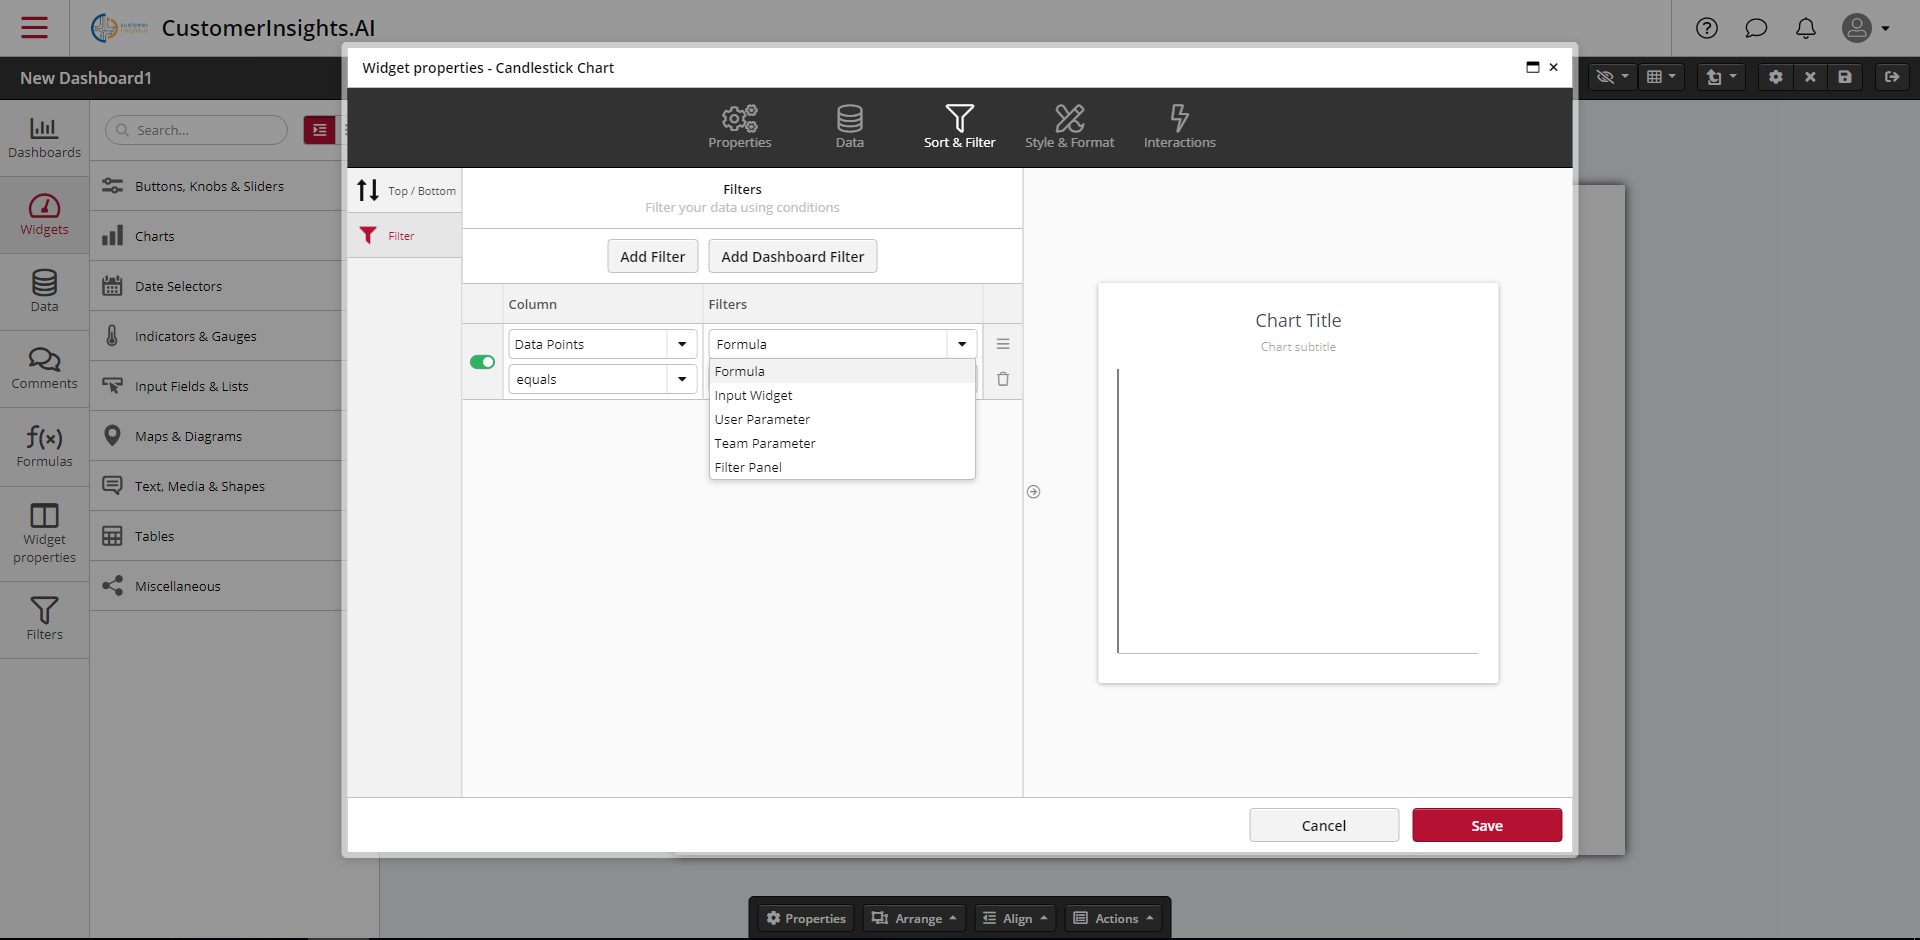 CustomerInsights.AI
New Dashboard1
Dashboards
Widgets
Data
Comments
f(x)
Formulas
Widget
properties
Filters
Search...
Buttons, Knobs & Sliders
Charts
Date Selectors
Indicators & Gauges
Input Fields & Lists
Maps & Diagrams
Text, Media & Shapes
Tables
Miscellaneous
Widget properties - Candlestick Chart
Properties
Data
Sort & Filter
Style & Format
Interactions
Top / Bottom
Filter
Filters
Filter your data using conditions
Add Filter
Add Dashboard Filter
Column
Filters
Data Points
Formula
equals
Formula
Input Widget
User Parameter
Team Parameter
Filter Panel
Chart Title
Chart subtitle
Cancel
Save
Properties
Arrange
Align
Actions